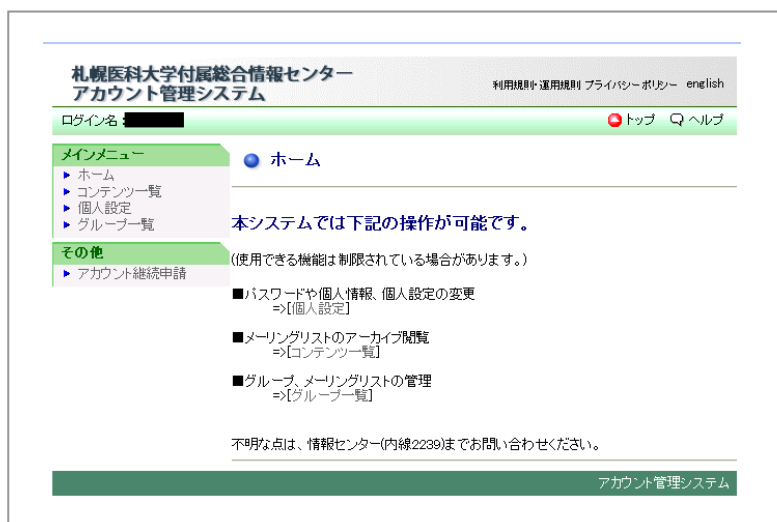 札幌医科大学付属総合情報センター
アカウント管理システム
利用規則・運用規則 プライバシーポリシー english
ログイン名:
トップ ヘルプ
メインメニュー
ホーム
コンテンツ一覧
個人設定
グループ一覧
その他
アカウント継続申請
ホーム
本システムでは下記の操作が可能です。
(使用できる機能は制限されている場合があります。)
■パスワードや個人情報、個人設定の変更
=>[個人設定]
■メーリングリストのアーカイブ閲覧
=>[コンテンツ一覧]
■グループ、メーリングリストの管理
=>[グループ一覧]
不明な点は、情報センター(内線2239)までお問い合わせください。
アカウント管理システム